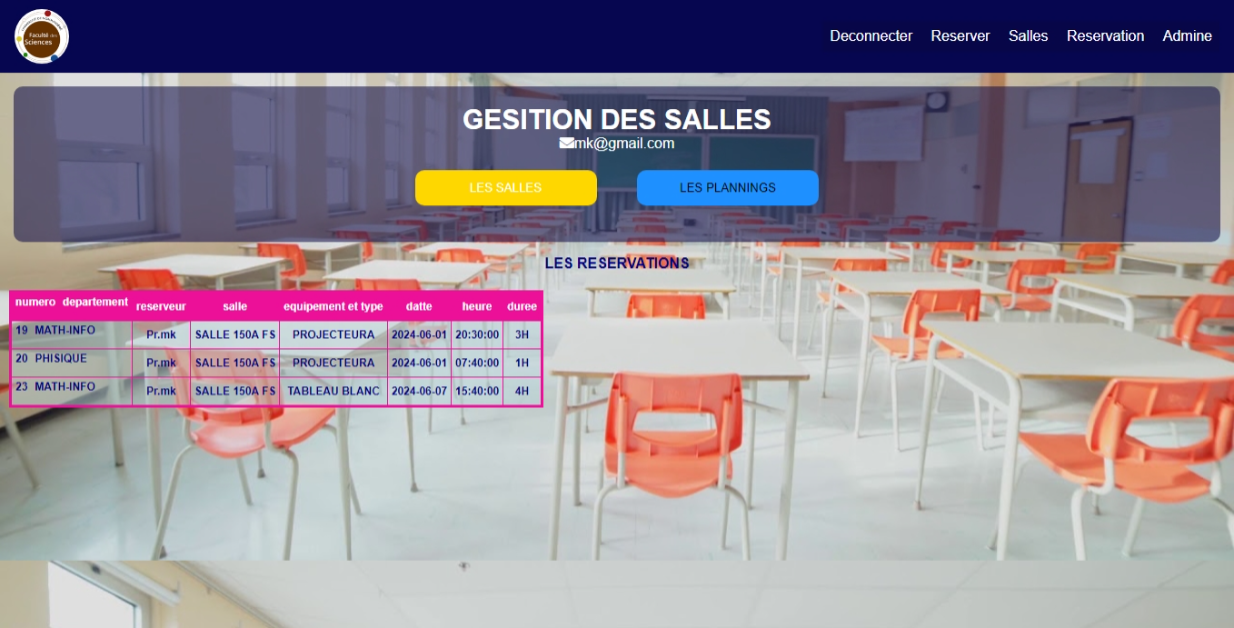 Faculté des
Sciences
Deconnecter Reserver Salles Reservation Admine
GESITION DES SALLES
mk@gmail.com
LES SALLES LES PLANNINGS
LES RESERVATIONS
numero departement reserveur salle equipement et type datte heure duree
19 MATH-INFO Pr.mk SALLE 150A FS PROJECTEURA 2024-06-01 20:30:00 3H
20 PHISIQUE Pr.mk SALLE 150A FS PROJECTEURA 2024-06-01 07:40:00 1H
23 MATH-INFO Pr.mk SALLE 150A FS TABLEAU BLANC 2024-06-07 15:40:00 4H